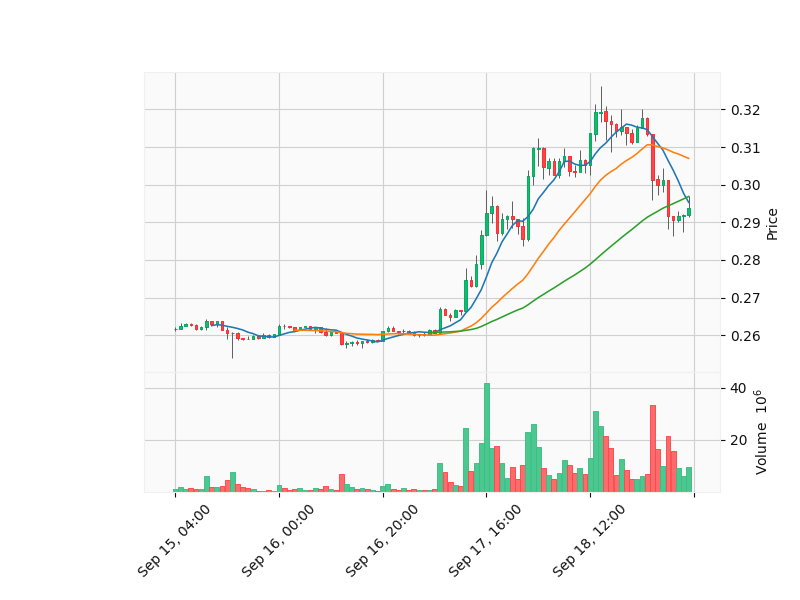 0.32
0.31
0.30
0.29
0.28
0.27
0.26
Price
40
20
Volume 10^6
Sep 15, 04:00
Sep 16, 00:00
Sep 16, 20:00
Sep 17, 16:00
Sep 18, 12:00